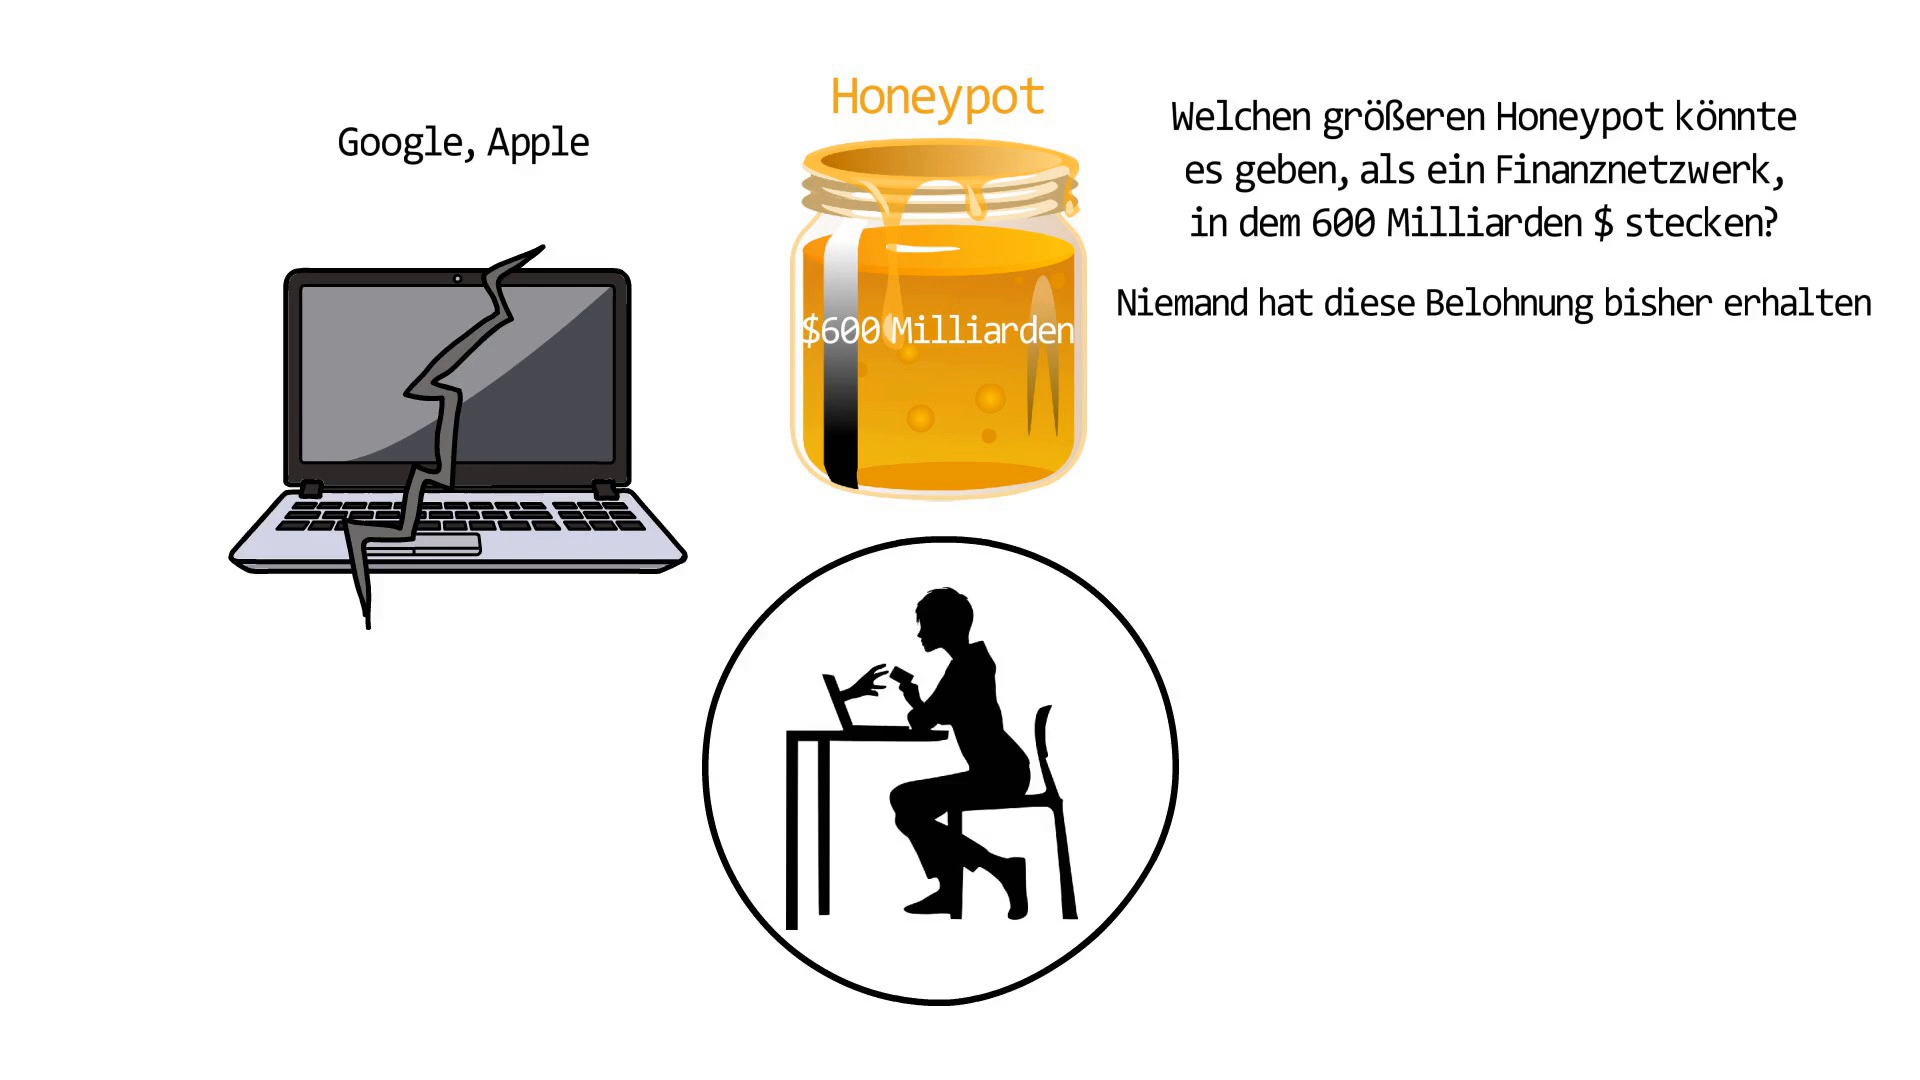 Google, Apple
Honeypot
$600 Milliarden
Welchen größeren Honeypot könnte
es geben, als ein Finanznetzwerk,
in dem 600 Milliarden $ stecken?
Niemand hat diese Belohnung bisher erhalten